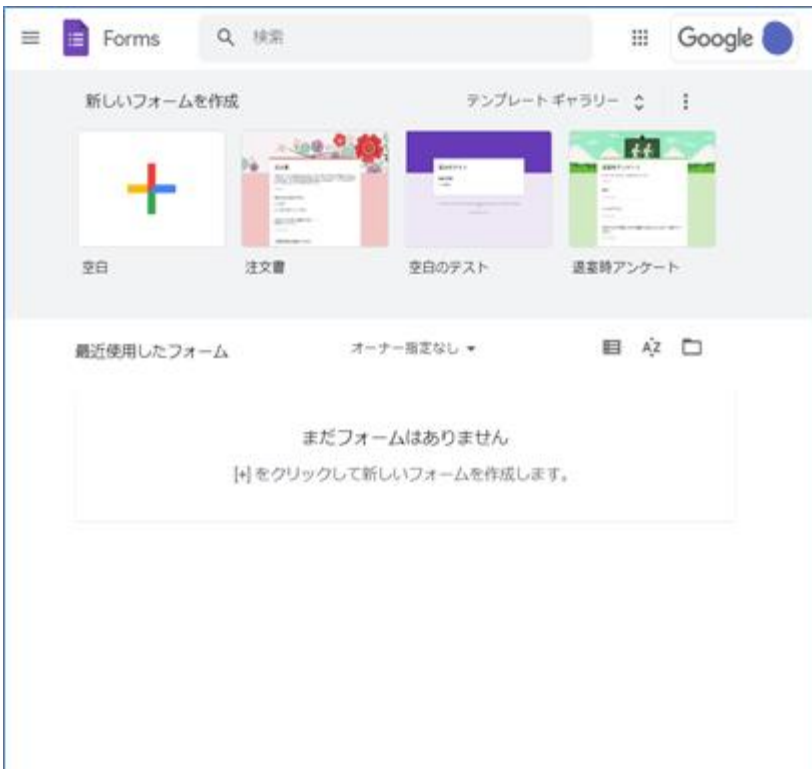 Forms
検索
Google
新しいフォームを作成
テンプレート ギャラリー
空白
注文書
空白のテスト
退室時アンケート
最近使用したフォーム
オーナー指定なし
AZ
まだフォームはありません
[+] をクリックして新しいフォームを作成します。